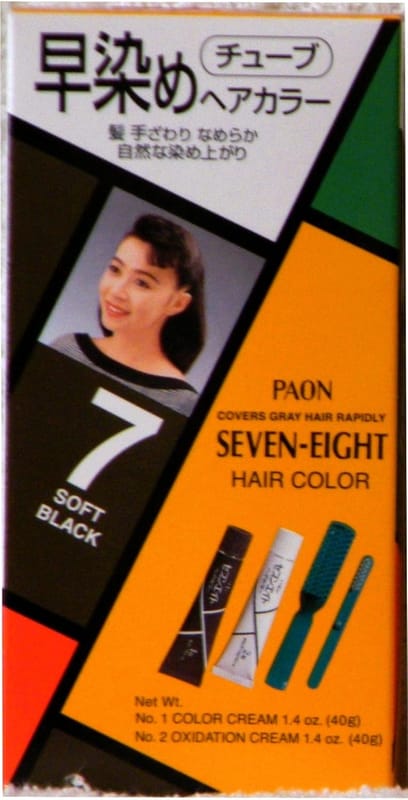 早染め チューブ
ヘアカラー
髪 手ざわり なめらか
自然な染め上がり
7
SOFT
BLACK
PAON
COVERS GRAY HAIR RAPIDLY
SEVEN-EIGHT
HAIR COLOR
Net Wt.
No. 1 COLOR CREAM 1.4 oz. (40g)
No. 2 OXIDATION CREAM 1.4 oz. (40g)